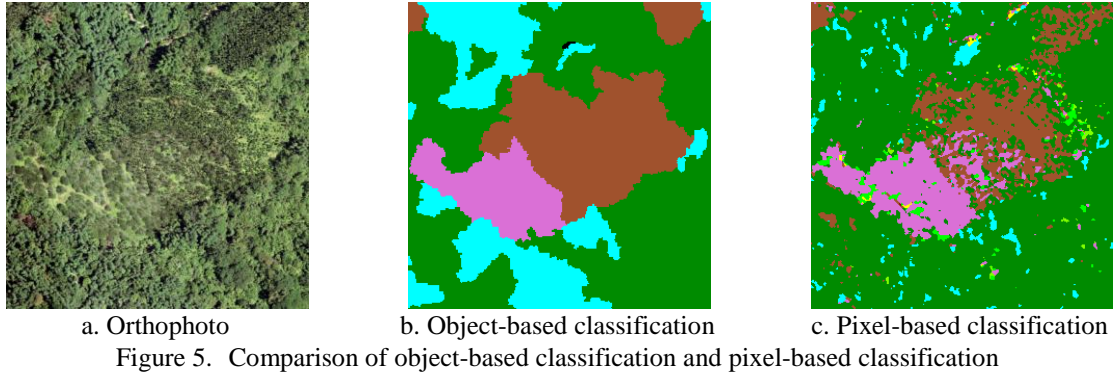 a. Orthophoto
b. Object-based classification
c. Pixel-based classification
Figure 5. Comparison of object-based classification and pixel-based classification